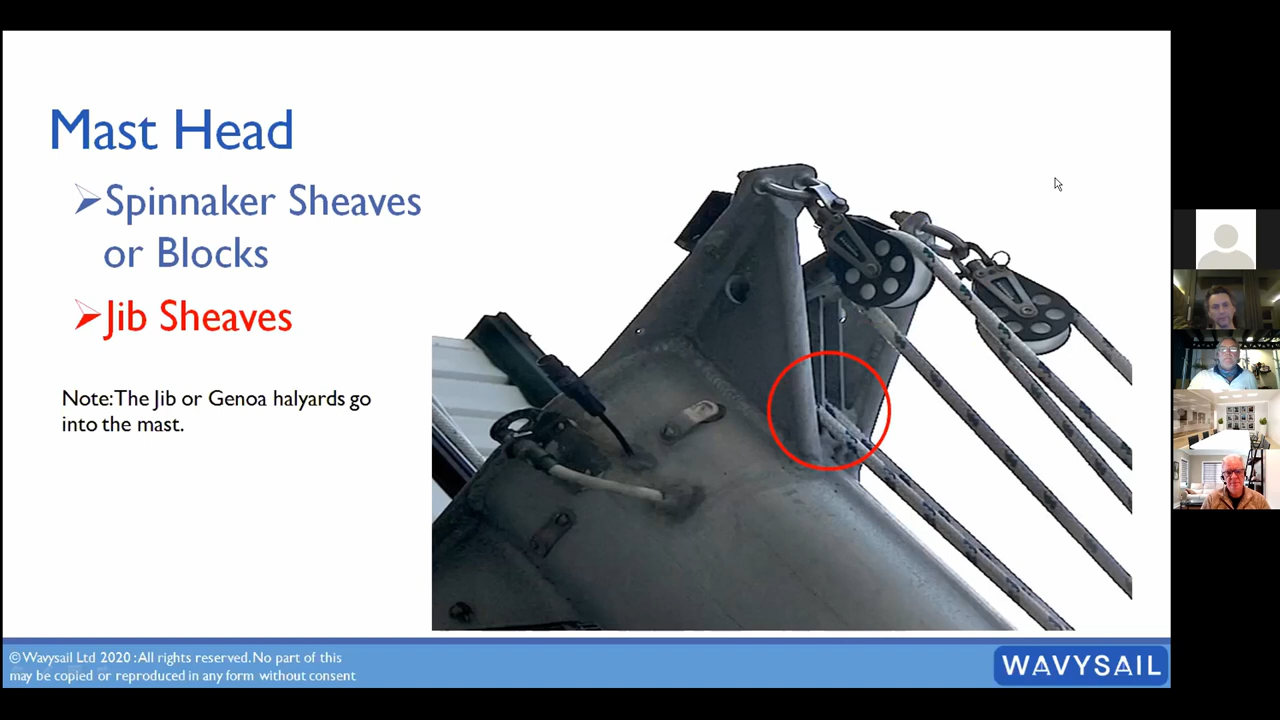 Mast Head
Spinnaker Sheaves
or Blocks
Jib Sheaves
Note:The Jib or Genoa halyards go
into the mast.
© Wavysail Ltd 2020 : All rights reserved. No part of this
may be copied or reproduced in any form without consent
WAVYSAIL